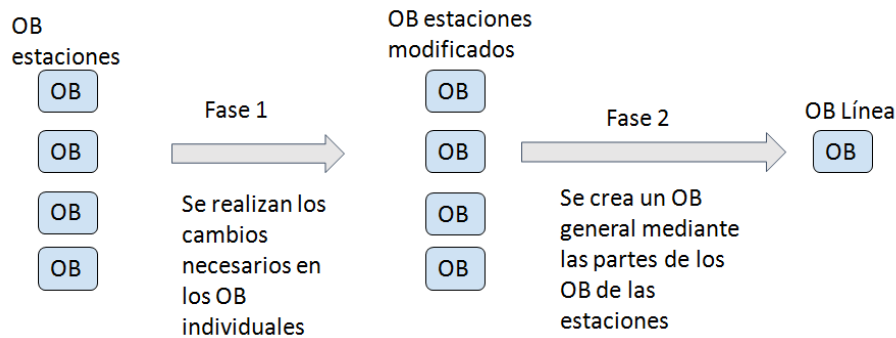 OB
estaciones
OB
OB
OB
OB
Fase 1
Se realizan los
cambios
necesarios en
los OB
individuales
OB estaciones
modificados
OB
OB
OB
OB
Fase 2
Se crea un OB
general mediante
las partes de los
OB de las
estaciones
OB Línea
OB